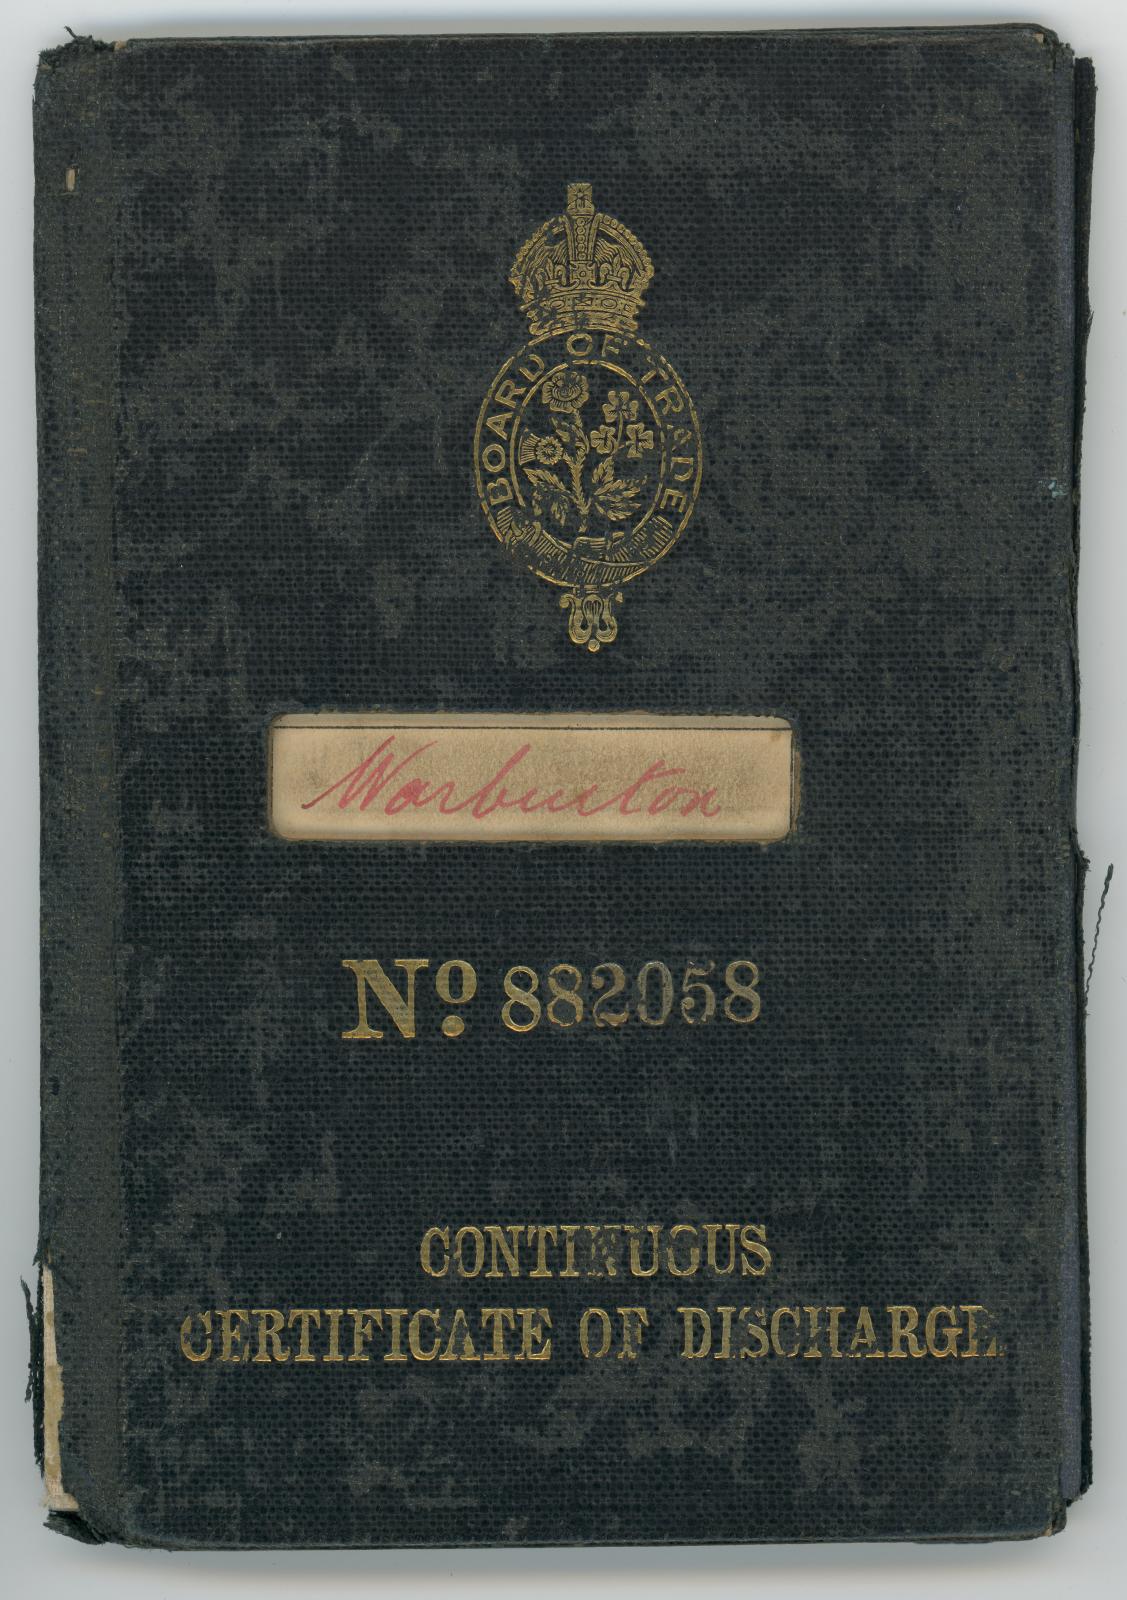 BOARD OF TRADE
Warburton
No. 882058
CONTINUOUS
CERTIFICATE OF DISCHARGE